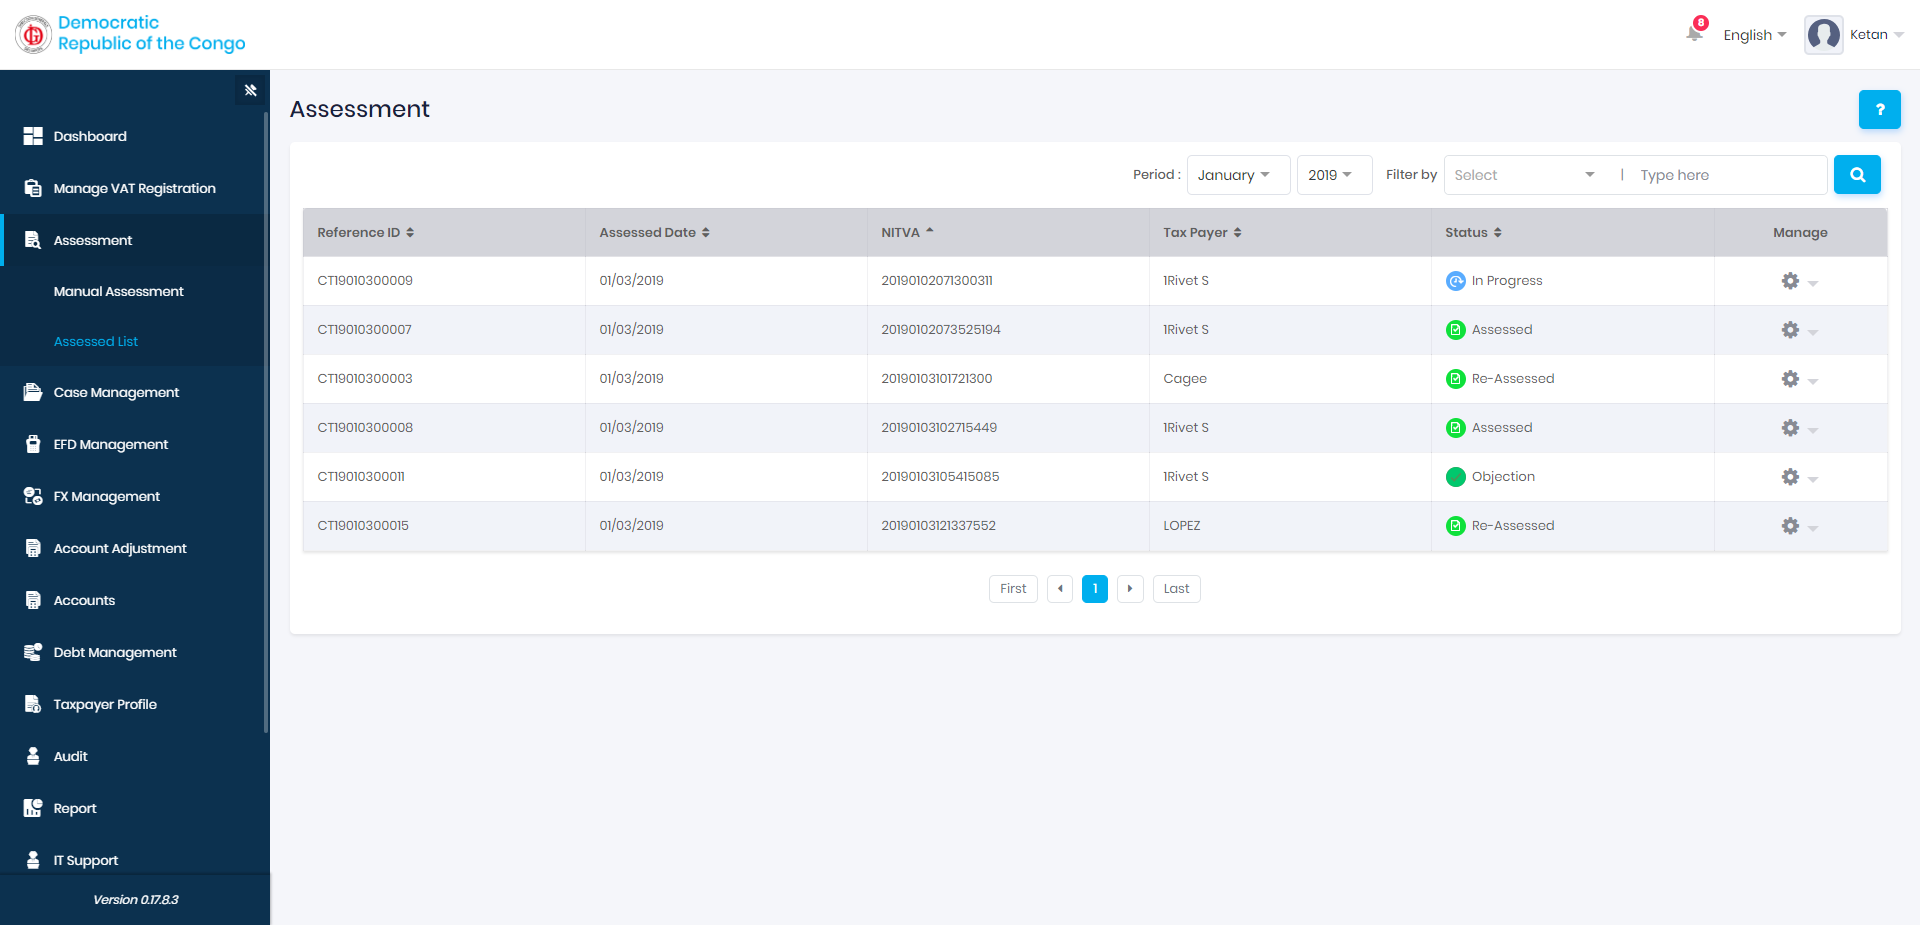 Democratic
Republic of the Congo
8
English
Ketan
Dashboard
Manage VAT Registration
Assessment
Manual Assessment
Assessed List
Case Management
EFD Management
FX Management
Account Adjustment
Accounts
Debt Management
Taxpayer Profile
Audit
Report
IT Support
Version 0.17.8.3
Assessment
?
Period : January 2019 Filter by Select | Type here
Reference ID Assessed Date NITVA Tax Payer Status Manage
CT19010300009 01/03/2019 20190102071300311 1Rivet S In Progress
CT19010300007 01/03/2019 20190102073525194 1Rivet S Assessed
CT19010300003 01/03/2019 20190103101721300 Cagee Re-Assessed
CT19010300008 01/03/2019 20190103102715449 1Rivet S Assessed
CT19010300011 01/03/2019 20190103105415085 1Rivet S Objection
CT19010300015 01/03/2019 20190103121337552 LOPEZ Re-Assessed
First 1 Last